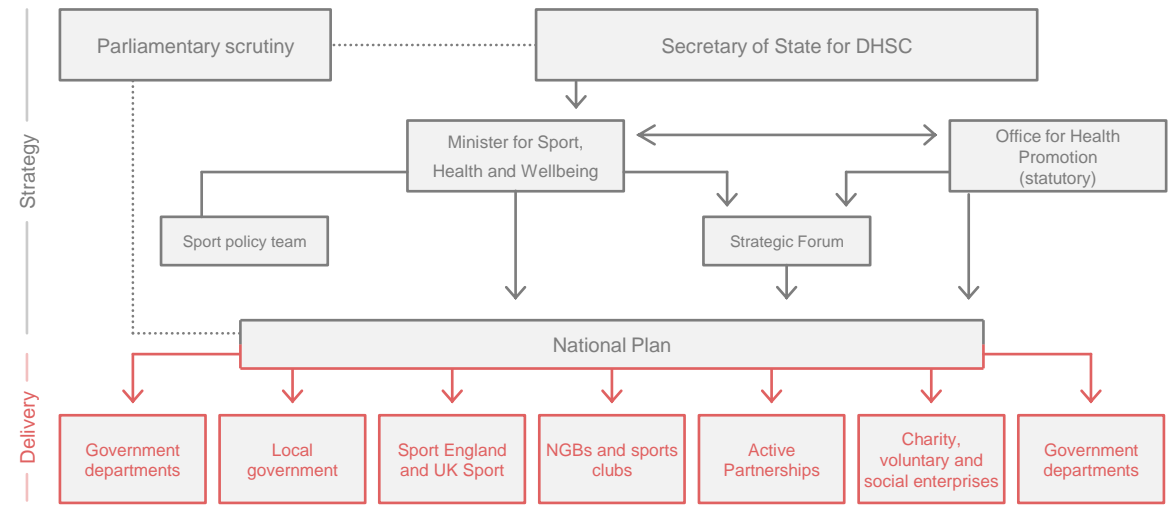 Parliamentary scrutiny
Secretary of State for DHSC
Strategy
Minister for Sport,
Health and Wellbeing
Office for Health
Promotion
(statutory)
Sport policy team
Strategic Forum
National Plan
Delivery
Government
departments
Local
government
Sport England
and UK Sport
NGBs and sports
clubs
Active
Partnerships
Charity,
voluntary and
social enterprises
Government
departments